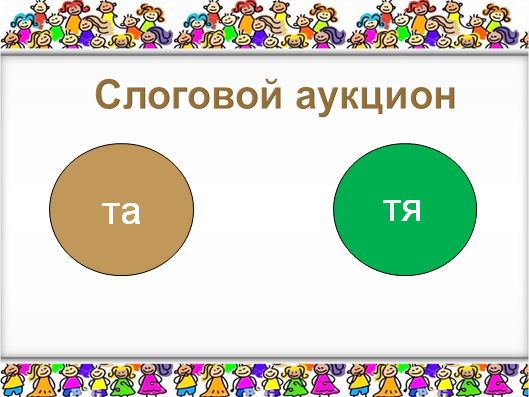 Слоговой аукцион
та
тя